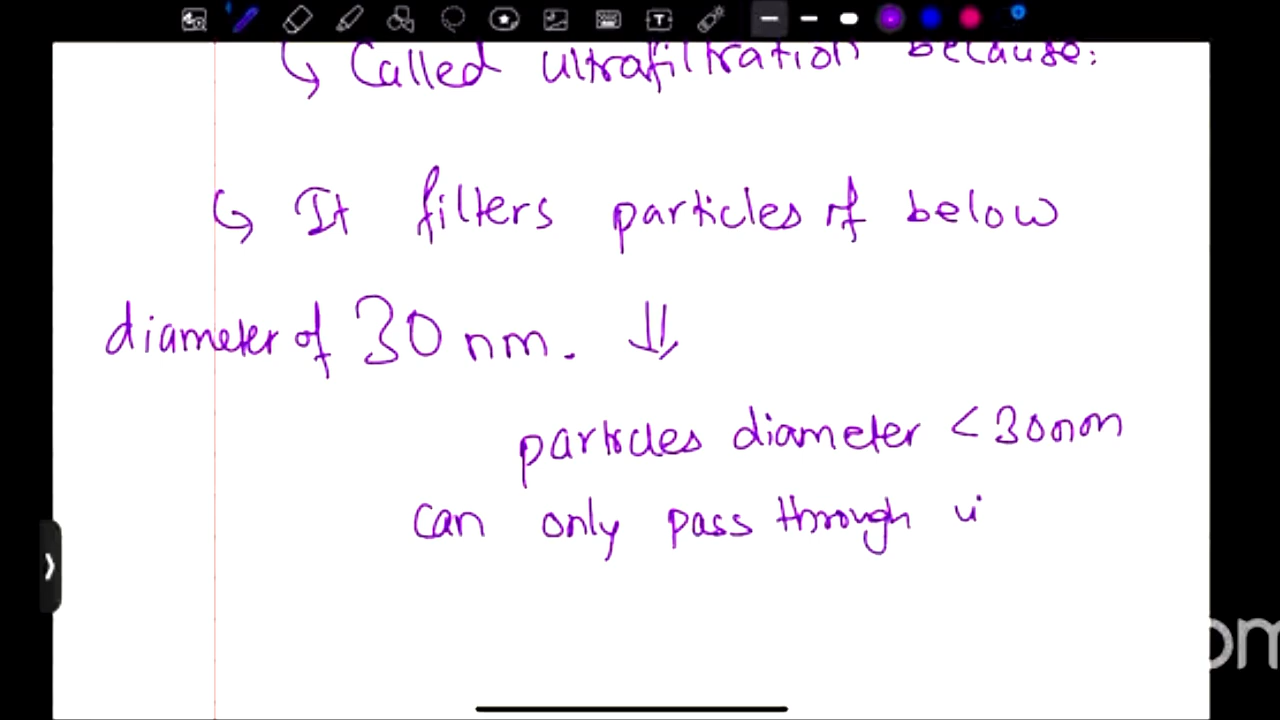 ↳ Called ultrafiltration because:
↳ It filters particles of below
diameter of 30 nm. ⇓
particles diameter < 30nm
can only pass through
om